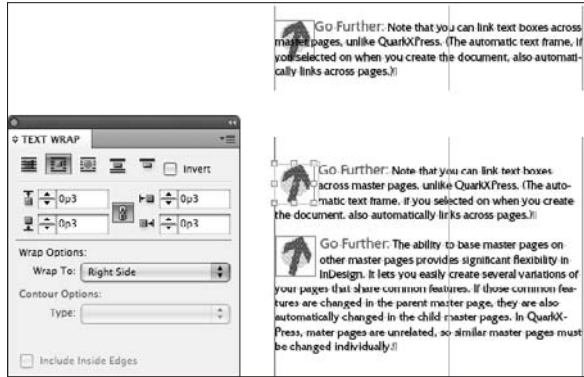 Go Further: Note that you can link text boxes across
master pages, unlike QuarkXPress. (The automatic text frame, if
you selected on when you create the document, also automati-
cally links across pages.)¶
TEXT WRAP
Invert
0p3 0p3
0p3 0p3
Wrap Options:
Wrap To: Right Side
Contour Options:
Type:
Include Inside Edges
Go Further: Note that you can link text boxes
across master pages, unlike QuarkXPress. (The auto-
matic text frame, if you selected on when you create
the document, also automatically links across pages.)¶
Go Further: The ability to base master pages on
other master pages provides significant flexibility in
InDesign. It lets you easily create several variations of
your pages that share common features. If those common fea-
tures are changed in the parent master page, they are also
automatically changed in the child master pages. In QuarkX-
Press, mater pages are unrelated, so similar master pages must
be changed individually.¶